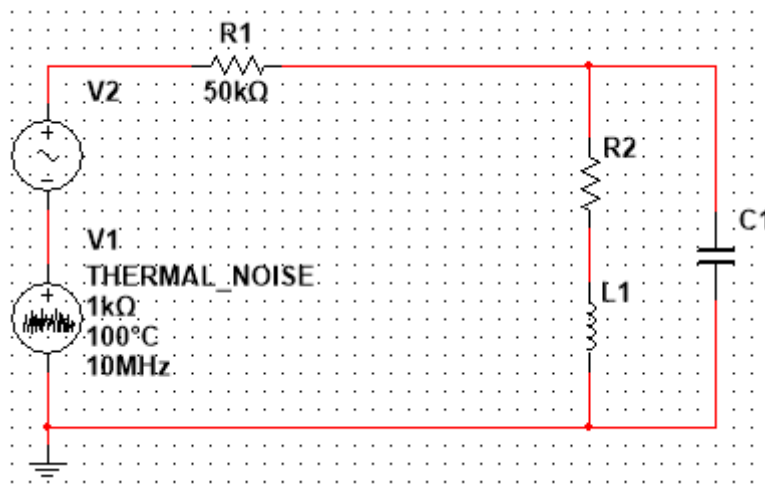 R1
50kΩ
V2
R2
C1
V1
THERMAL_NOISE
1kΩ
100°C
10MHz
L1